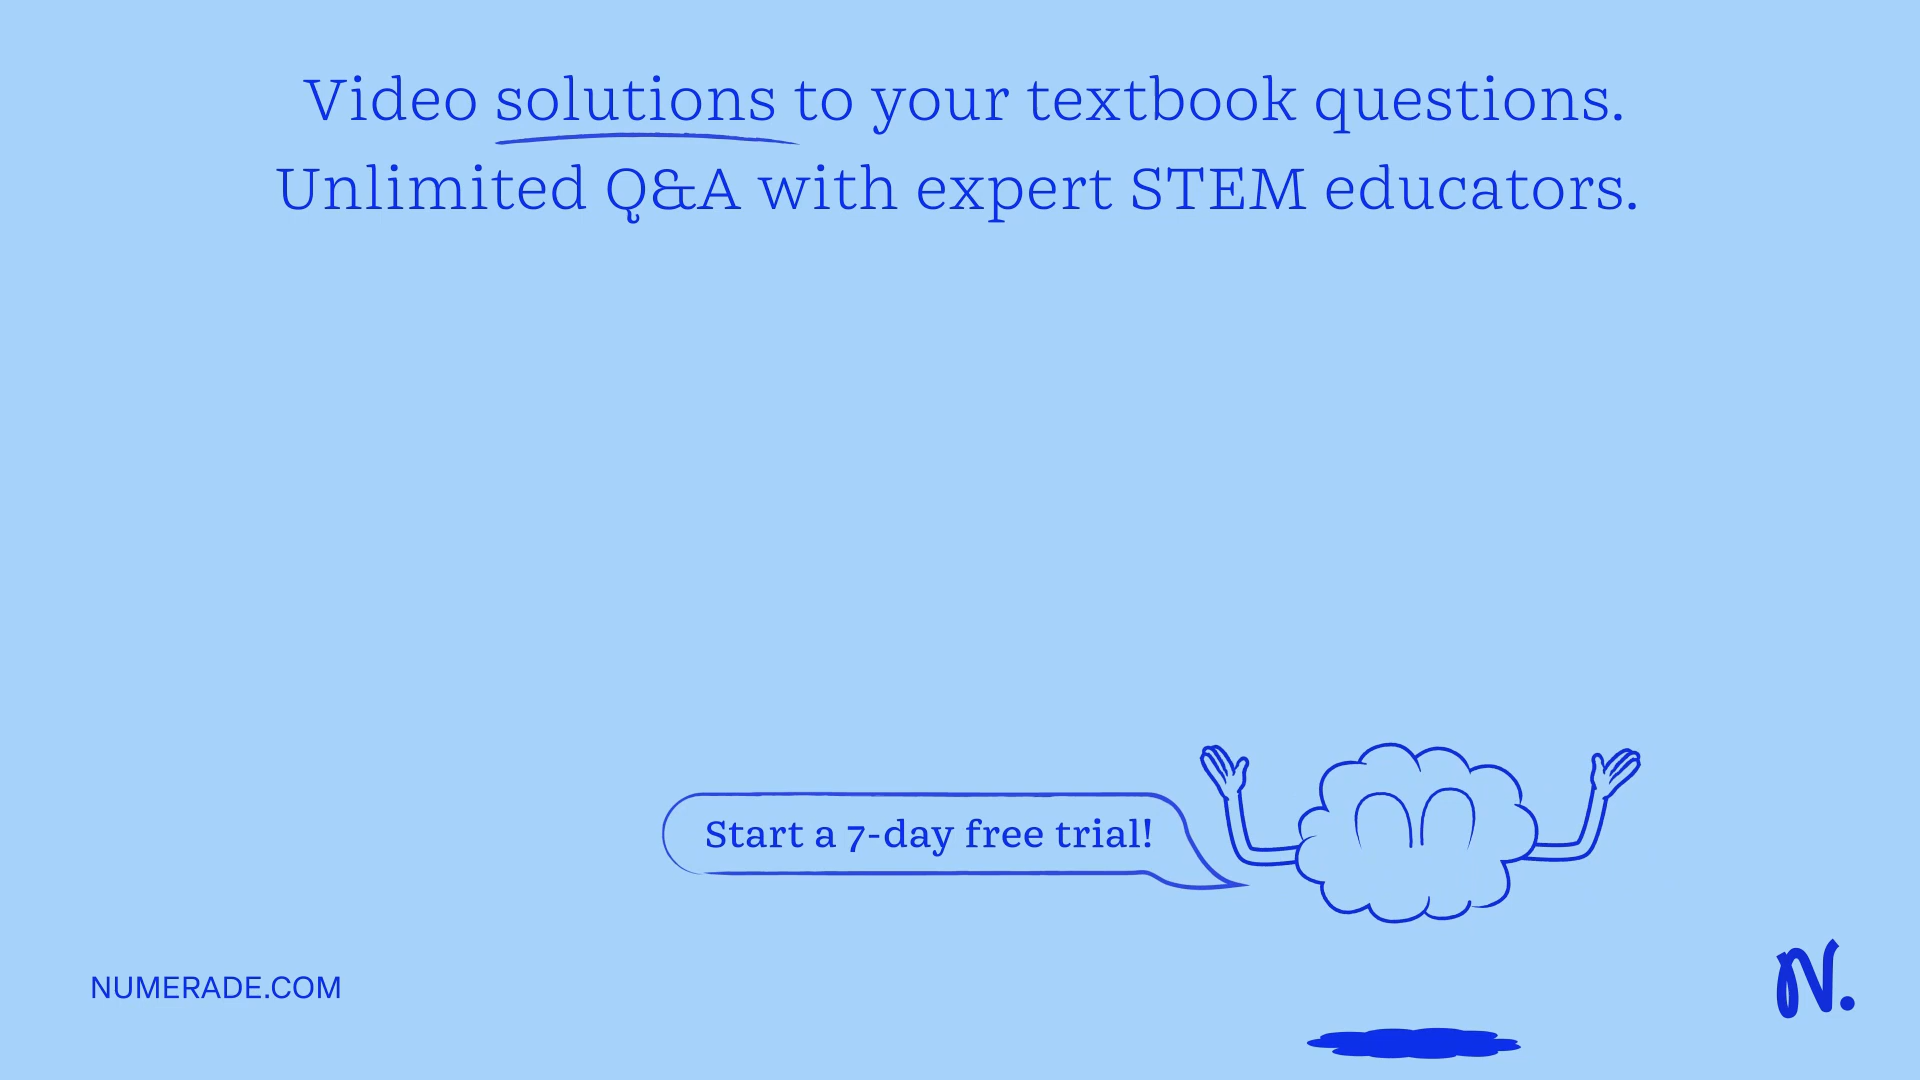 Video solutions to your textbook questions.
Unlimited Q&A with expert STEM educators.
Start a 7-day free trial!
NUMERADE.COM
N.